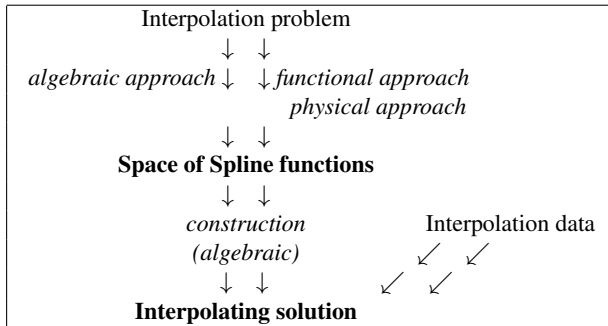 Interpolation problem
↓ ↓
algebraic approach ↓ ↓ functional approach
physical approach
↓ ↓
Space of Spline functions
↓ ↓
construction Interpolation data
(algebraic) ↙ ↙
↓ ↓ ↙ ↙
Interpolating solution